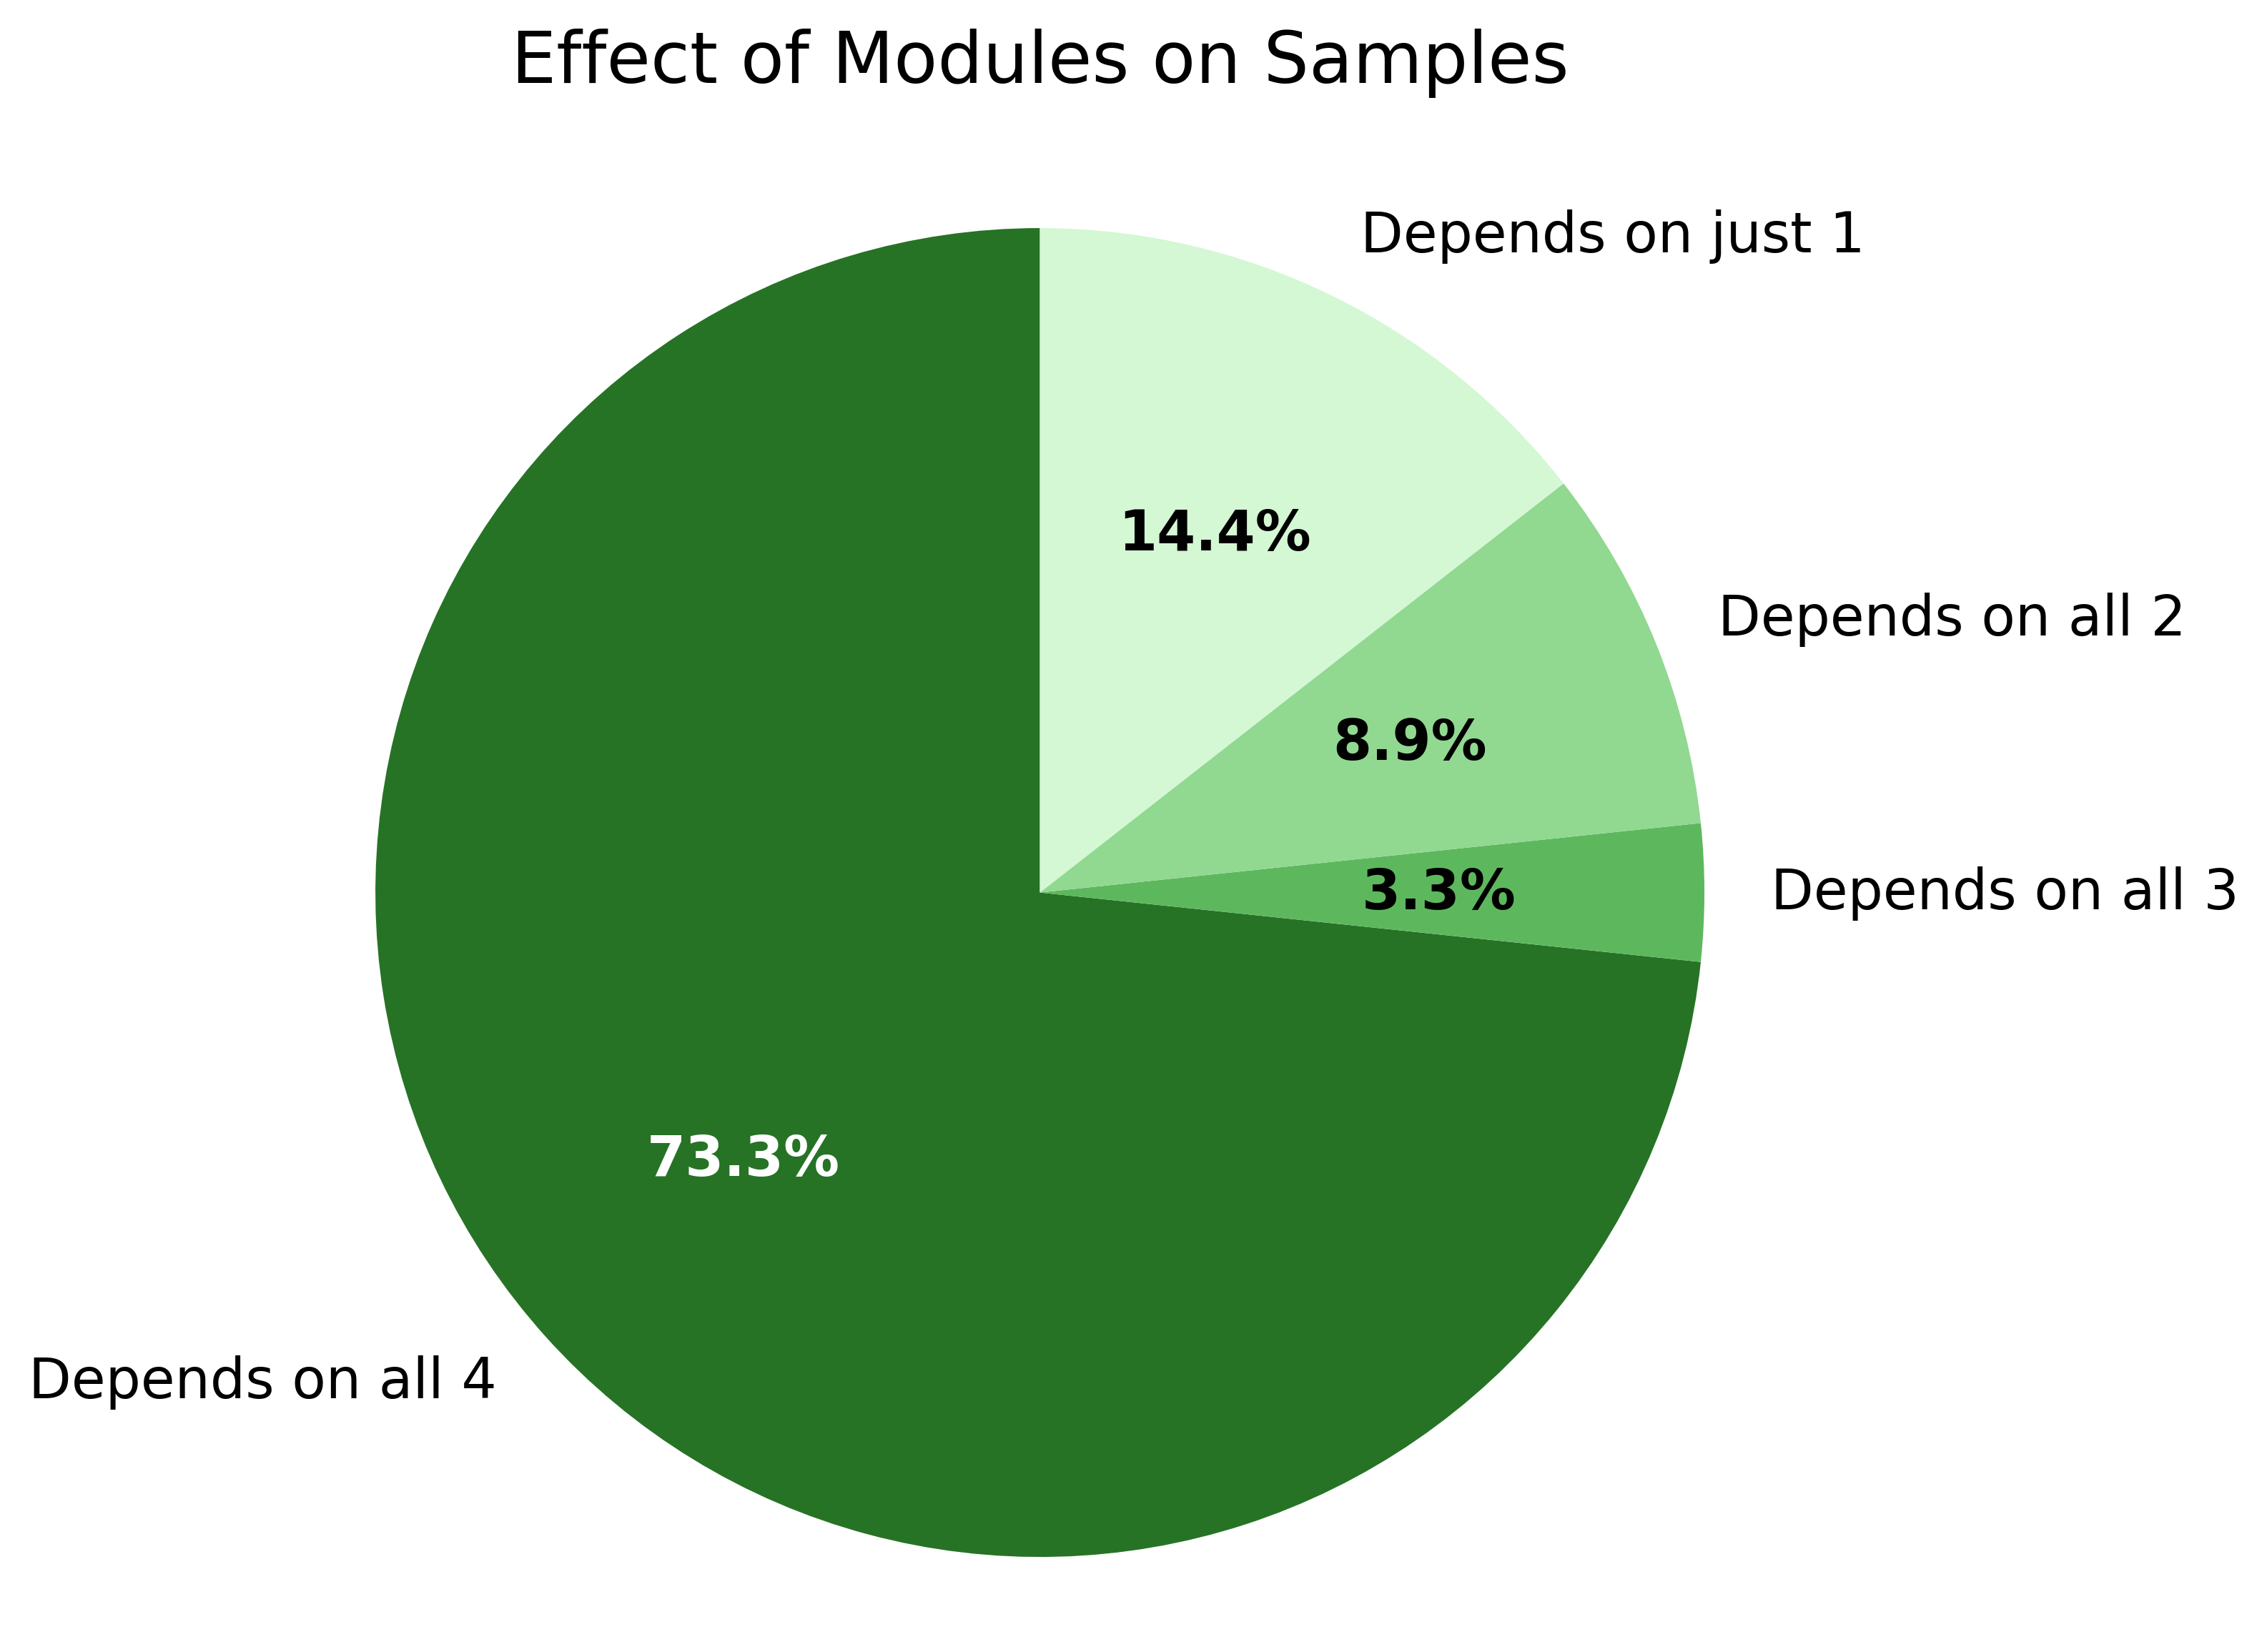 Effect of Modules on Samples
Depends on just 1
14.4%
Depends on all 2
8.9%
3.3%
Depends on all 3
73.3%
Depends on all 4